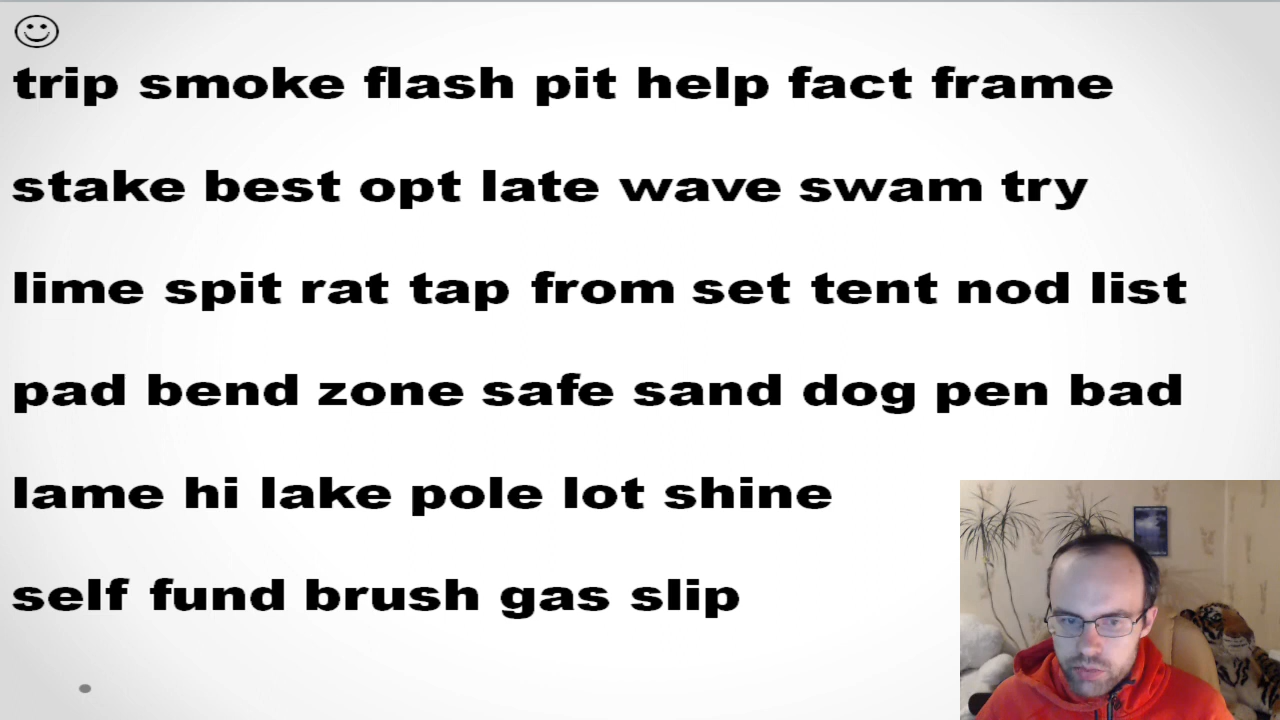 trip smoke flash pit help fact frame
stake best opt late wave swam try
lime spit rat tap from set tent nod list
pad bend zone safe sand dog pen bad
lame hi lake pole lot shine
self fund brush gas slip